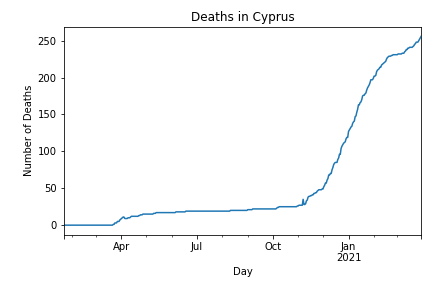 Deaths in Cyprus
Number of Deaths
250
200
150
100
50
0
Apr
Jul
Oct
Jan
2021
Day